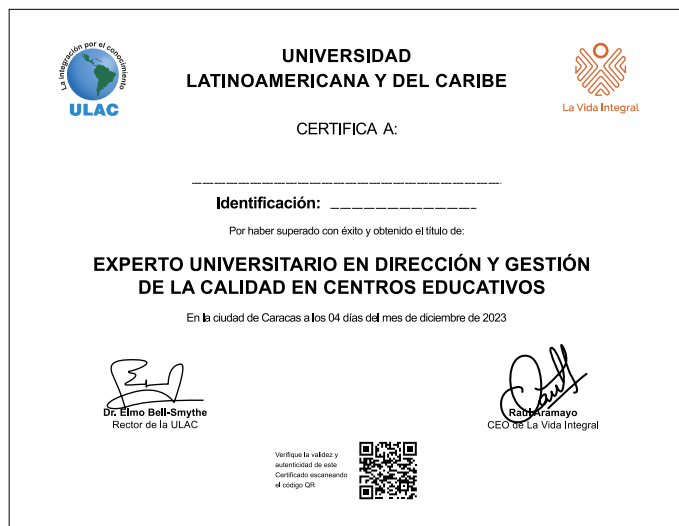 La integración por el conocimiento
ULAC
UNIVERSIDAD
LATINOAMERICANA Y DEL CARIBE
La Vida Integral
CERTIFICA A:
Identificación:
Por haber superado con éxito y obtenido el título de:
EXPERTO UNIVERSITARIO EN DIRECCIÓN Y GESTIÓN
DE LA CALIDAD EN CENTROS EDUCATIVOS
En la ciudad de Caracas a los 04 días del mes de diciembre de 2023
Dr. Elmo Bell-Smythe
Rector de la ULAC
Raúl Aramayo
CEO de La Vida Integral
Verifique la validez y
autenticidad de este
Certificado escaneando
el código QR